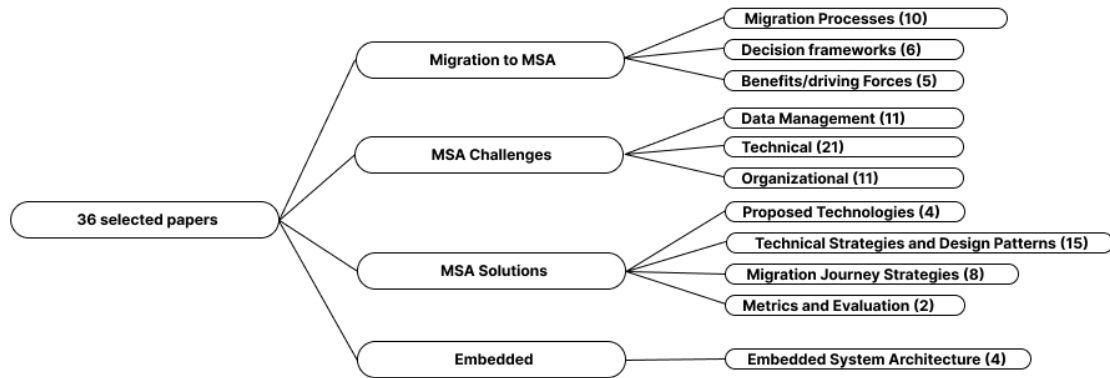 36 selected papers
Migration to MSA
Migration Processes (10)
Decision frameworks (6)
Benefits/driving Forces (5)
MSA Challenges
Data Management (11)
Technical (21)
Organizational (11)
MSA Solutions
Proposed Technologies (4)
Technical Strategies and Design Patterns (15)
Migration Journey Strategies (8)
Metrics and Evaluation (2)
Embedded
Embedded System Architecture (4)